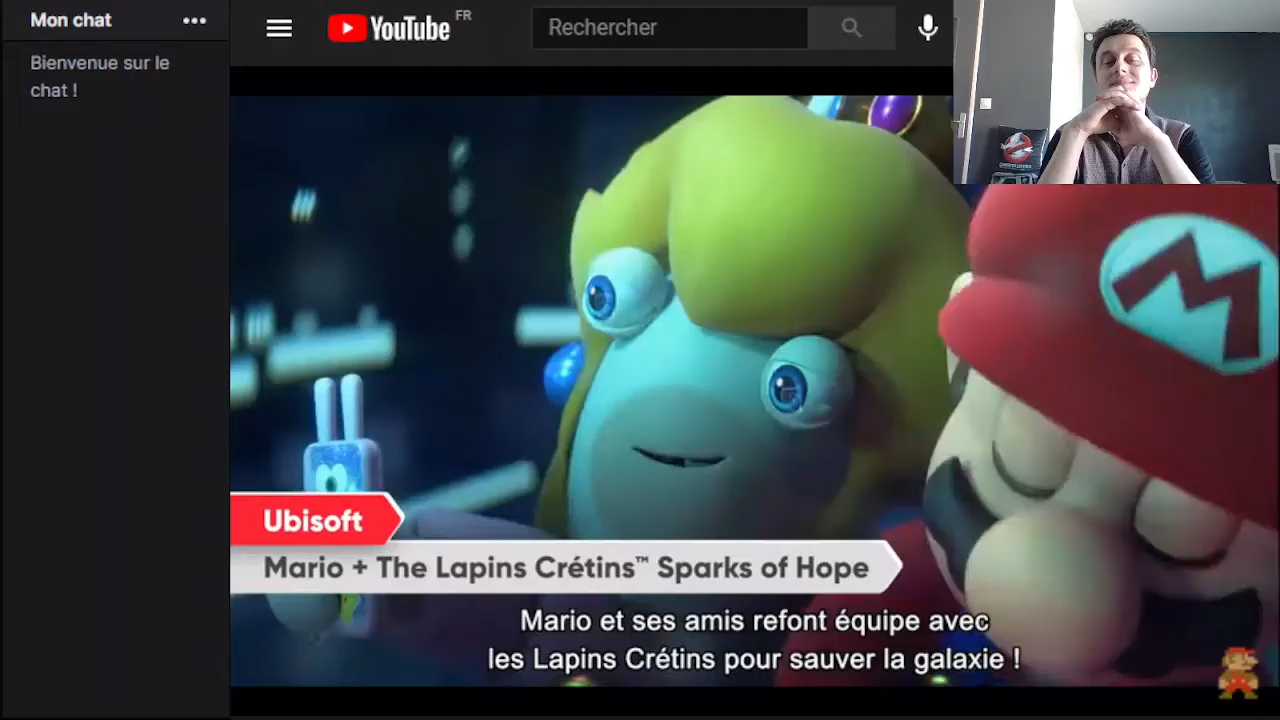 Mon chat
Bienvenue sur le
chat !
YouTube FR
Rechercher
M
Ubisoft
Mario + The Lapins Crétins™ Sparks of Hope
Mario et ses amis refont équipe avec
les Lapins Crétins pour sauver la galaxie !